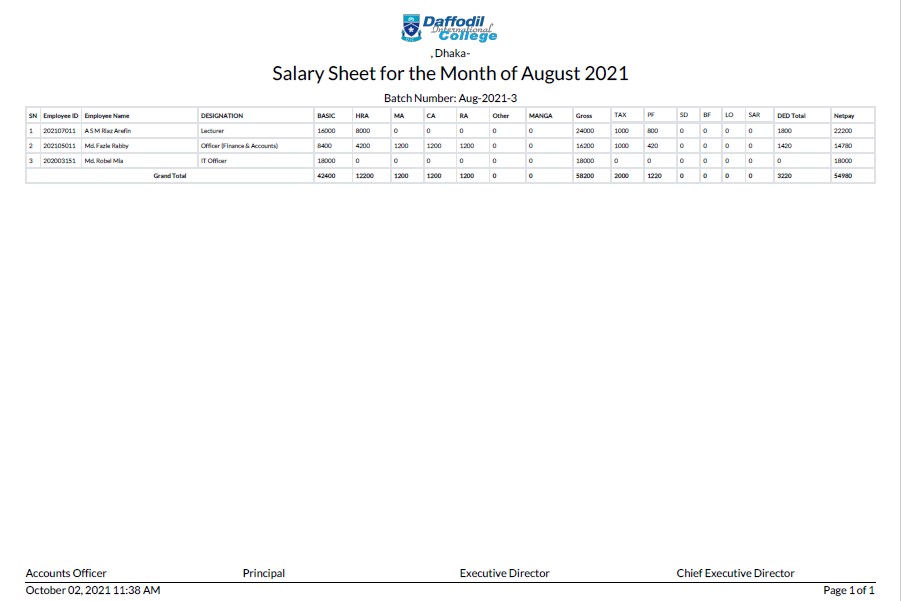 Daffodil
International
College
, Dhaka-
Salary Sheet for the Month of August 2021
Batch Number: Aug-2021-3
SN Employee ID Employee Name DESIGNATION BASIC HRA MA CA RA Other MANGA Gross TAX PF SD BF LO SAR DED Total Netpay
1 202107011 A S M Riaz Arefin Lecturer 16000 8000 0 0 0 0 0 24000 1000 800 0 0 0 0 1800 22200
2 202105011 Md. Fazle Rabby Officer (Finance & Accounts) 8400 4200 1200 1200 1200 0 0 16200 1000 420 0 0 0 0 1420 14780
3 202003151 Md. Robel Mia IT Officer 18000 0 0 0 0 0 0 18000 0 0 0 0 0 0 0 18000
Grand Total 42400 12200 1200 1200 1200 0 0 58200 2000 1220 0 0 0 0 3220 54980
Accounts Officer Principal Executive Director Chief Executive Director
October 02, 2021 11:38 AM Page 1 of 1